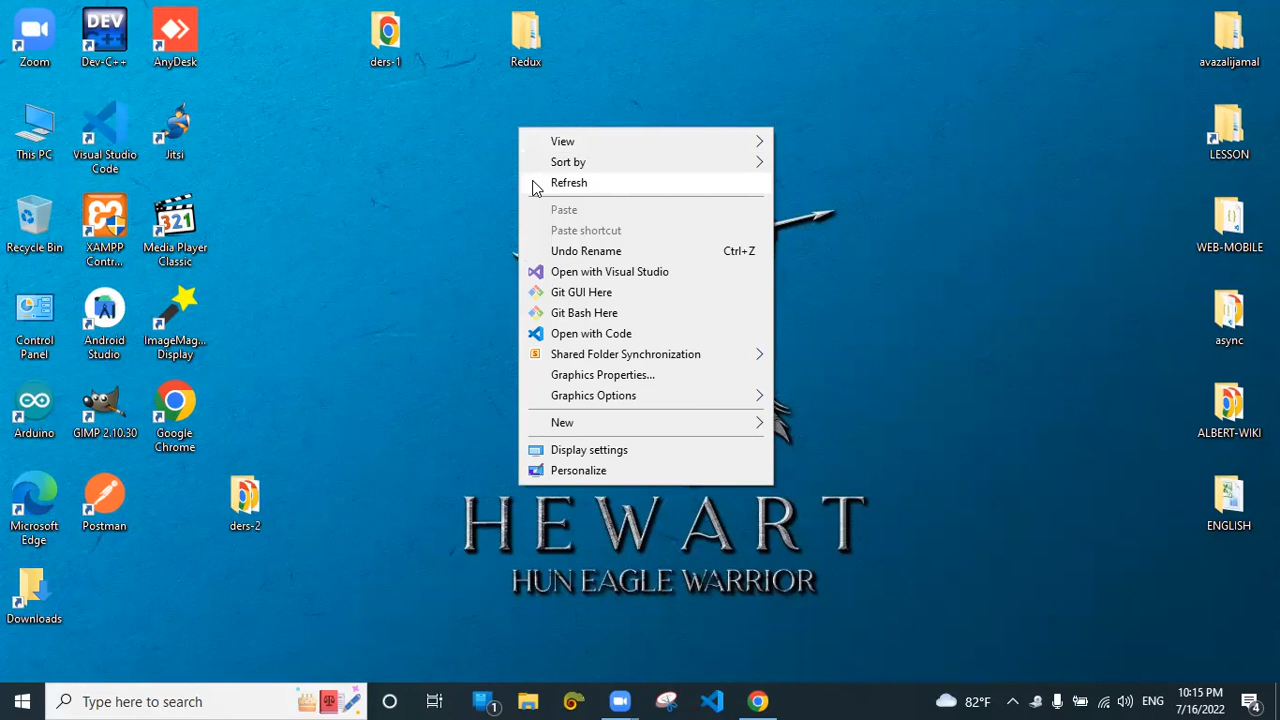 Zoom
Dev-C++
AnyDesk
ders-1
Redux
avazalijamal
This PC
Visual Studio
Code
Jitsi
LESSON
Recycle Bin
XAMPP
Contr...
Media Player
Classic
WEB-MOBILE
Control
Panel
Android
Studio
ImageMag...
Display
async
Arduino
GIMP 2.10.30
Google
Chrome
ALBERT-WIKI
Microsoft
Edge
Postman
ders-2
ENGLISH
Downloads
View
Sort by
Refresh
Paste
Paste shortcut
Undo Rename Ctrl+Z
Open with Visual Studio
Git GUI Here
Git Bash Here
Open with Code
Shared Folder Synchronization
Graphics Properties...
Graphics Options
New
Display settings
Personalize
HEWART
HUN EAGLE WARRIOR
Type here to search
1
82°F
ENG
10:15 PM
7/16/2022
4
DEV
C++
321